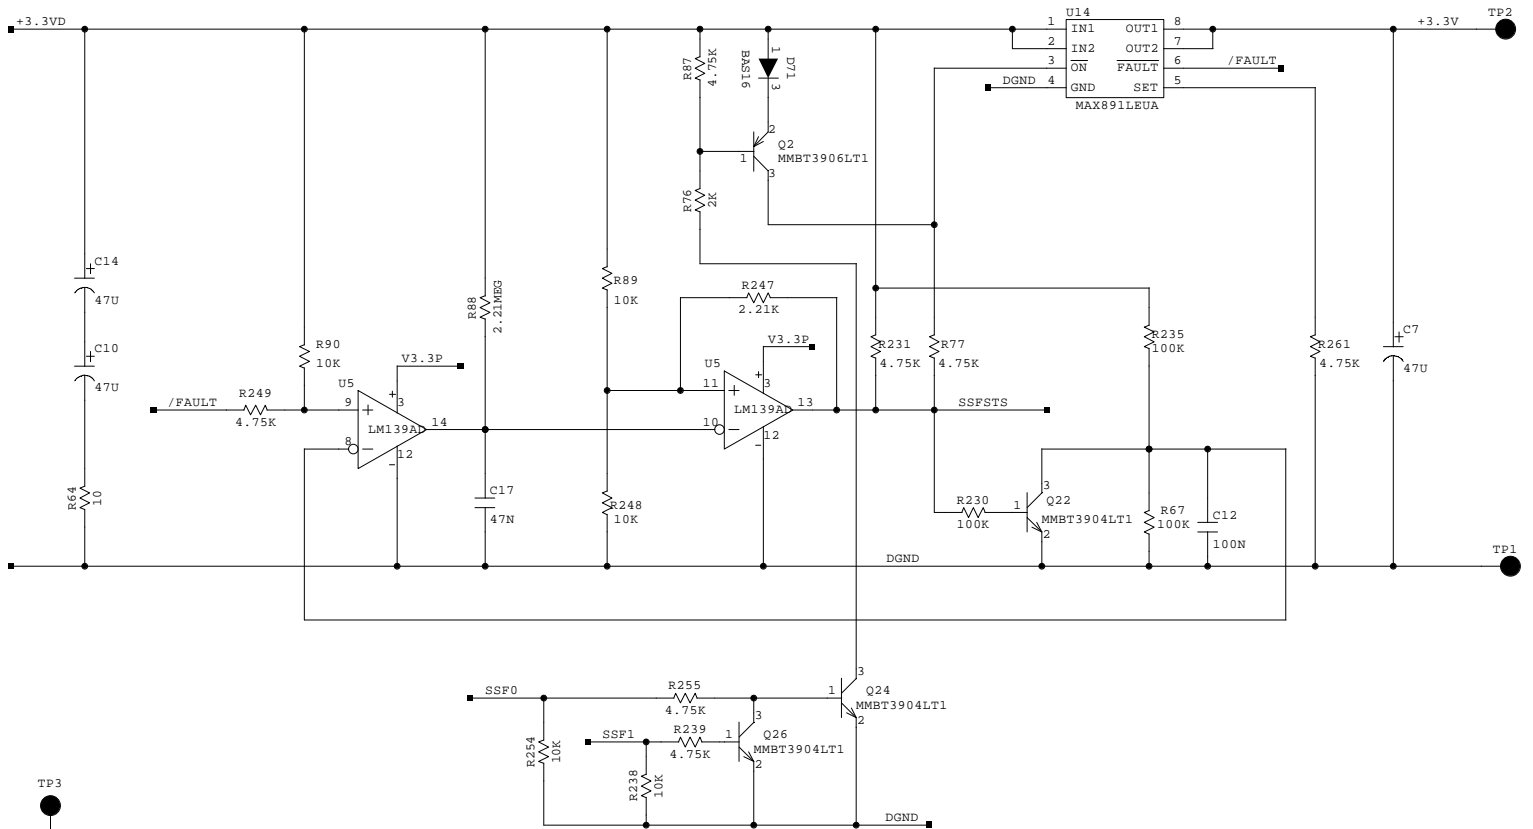 +3.3VD
U14
TP2
1 IN1 OUT1 8 +3.3V
2 IN2 OUT2 7
3 ON FAULT 6 /FAULT
DGND 4 GND SET 5
MAX891LEUA
R87
4.75K
BAS16
1
D71
3
2
Q2
1 MMBT3906LT1
3
R76
2K
+ C14
47U
R88
2.21MEG
R89
10K
R247
2.21K
+ C10
47U
R90
10K
V3.3P
V3.3P
R231
4.75K
R77
4.75K
R235
100K
R261
4.75K
+ C7
47U
/FAULT R249
4.75K
U5
9 + + 3
LM139AD 14
8 - - 12
U5
11 + + 3
LM139AD 13
10 - - 12
SSFSTS
R64
10
C17
47N
R248
10K
R230
100K
3
1 Q22
MMBT3904LT1
2
R67
100K
C12
100N
DGND
TP1
SSF0 R255
4.75K
3
1 Q24
MMBT3904LT1
2
SSF1 R239
4.75K
3
1 Q26
MMBT3904LT1
2
R254
10K
R238
10K
DGND
TP3